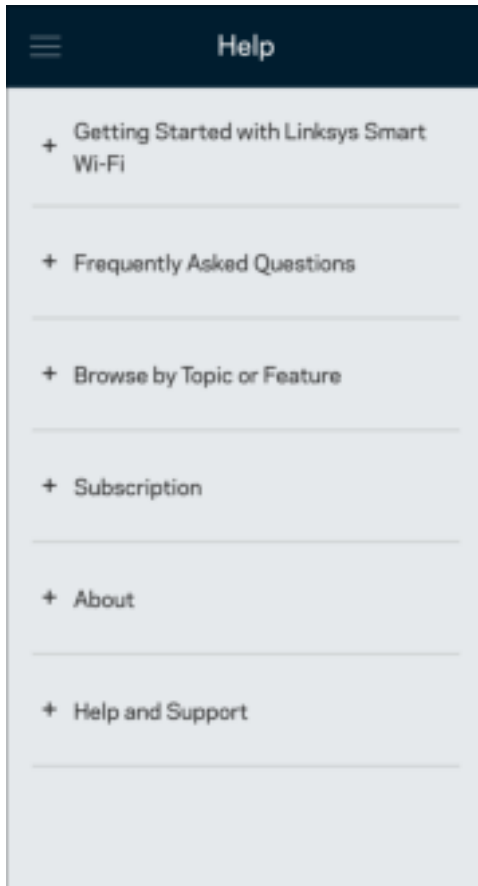 Help
+ Getting Started with Linksys Smart
Wi-Fi
+ Frequently Asked Questions
+ Browse by Topic or Feature
+ Subscription
+ About
+ Help and Support